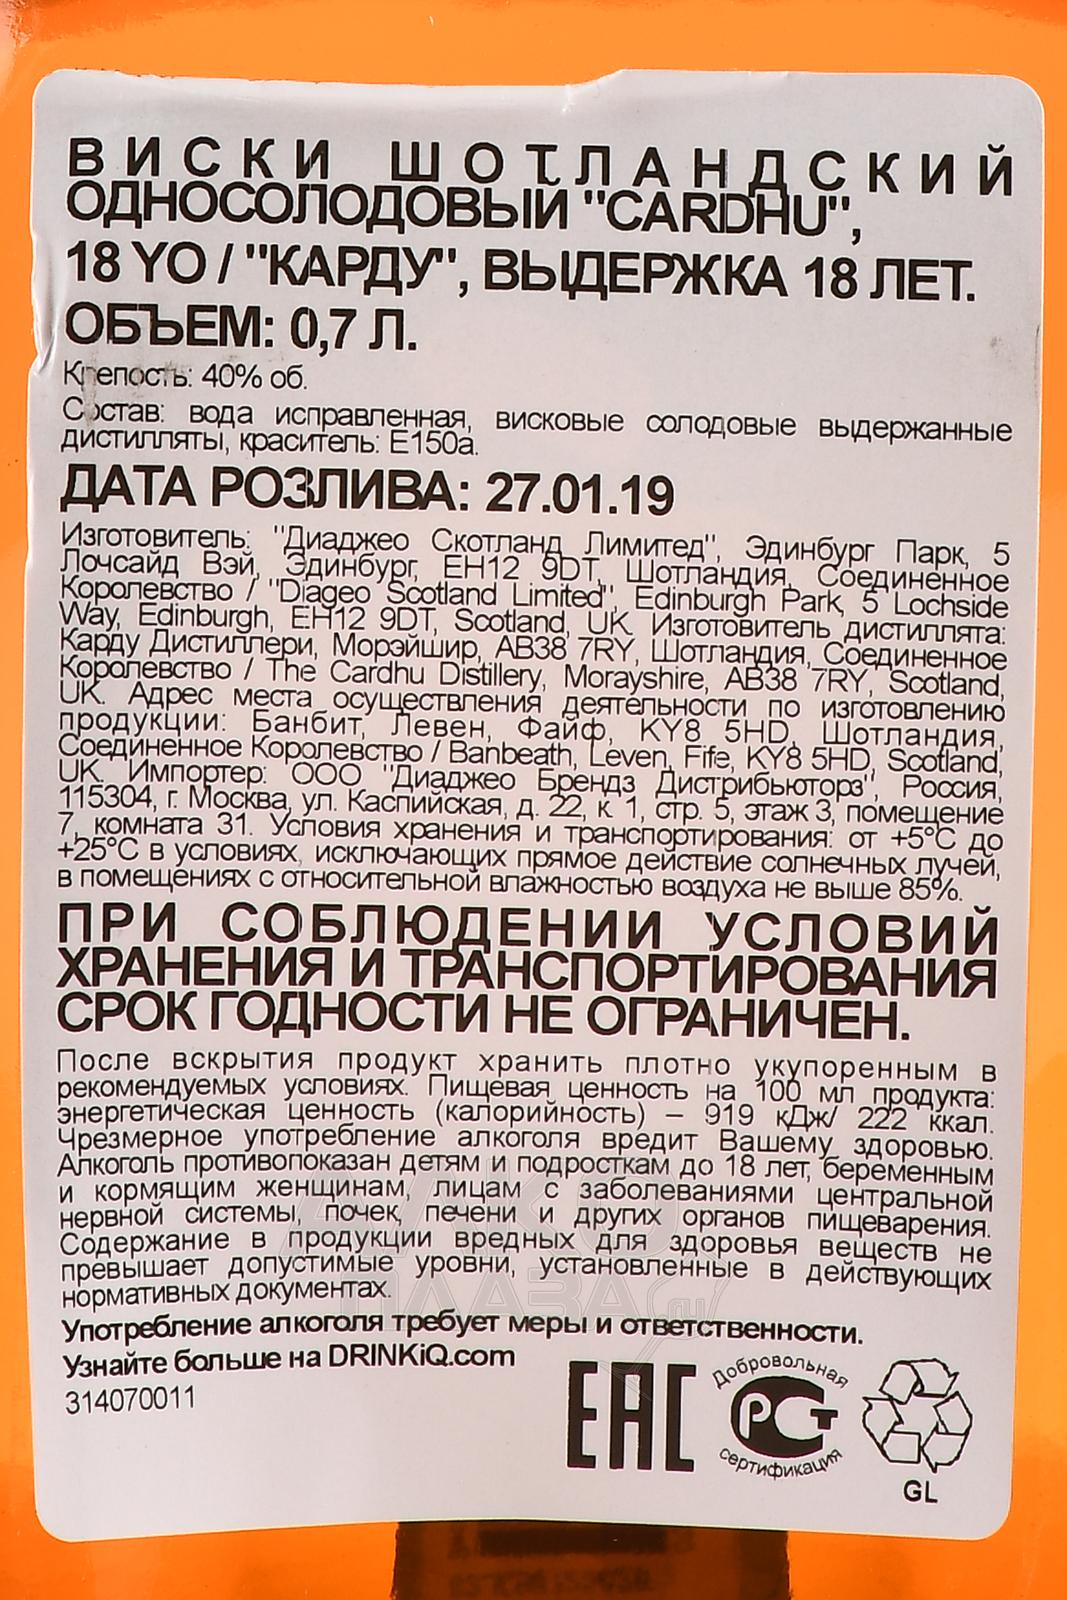 ВИСКИ ШОТЛАНДСКИЙ
ОДНОСОЛОДОВЫЙ "CARDHU",
18 YO / "КАРДУ", ВЫДЕРЖКА 18 ЛЕТ.
ОБЪЕМ: 0,7 Л.
Крепость: 40% об.
Состав: вода исправленная, висковые солодовые выдержанные
дистилляты, краситель: Е150а.
ДАТА РОЗЛИВА: 27.01.19
Изготовитель: "Диаджео Скотланд Лимитед", Эдинбург Парк, 5
Лочсайд Вэй, Эдинбург, EH12 9DT, Шотландия, Соединенное
Королевство / "Diageo Scotland Limited", Edinburgh Park, 5 Lochside
Way, Edinburgh, EH12 9DT, Scotland, UK. Изготовитель дистиллята:
Карду Дистиллери, Морэйшир, AB38 7RY, Шотландия, Соединенное
Королевство / The Cardhu Distillery, Morayshire, AB38 7RY, Scotland,
UK. Адрес места осуществления деятельности по изготовлению
продукции: Банбит, Левен, Файф, KY8 5HD, Шотландия,
Соединенное Королевство / Banbeath, Leven, Fife, KY8 5HD, Scotland,
UK. Импортер: ООО "Диаджео Брендз Дистрибьюторз", Россия,
115304, г. Москва, ул. Каспийская, д. 22, к. 1, стр. 5, этаж 3, помещение
7, комната 31. Условия хранения и транспортирования: от +5°C до
+25°C в условиях, исключающих прямое действие солнечных лучей,
в помещениях с относительной влажностью воздуха не выше 85%.
ПРИ СОБЛЮДЕНИИ УСЛОВИЙ
ХРАНЕНИЯ И ТРАНСПОРТИРОВАНИЯ
СРОК ГОДНОСТИ НЕ ОГРАНИЧЕН.
После вскрытия продукт хранить плотно укупоренным в
рекомендуемых условиях. Пищевая ценность на 100 мл продукта:
энергетическая ценность (калорийность) – 919 кДж/ 222 ккал.
Чрезмерное употребление алкоголя вредит Вашему здоровью.
Алкоголь противопоказан детям и подросткам до 18 лет, беременным
и кормящим женщинам, лицам с заболеваниями центральной
нервной системы, почек, печени и других органов пищеварения.
Содержание в продукции вредных для здоровья веществ не
превышает допустимые уровни, установленные в действующих
нормативных документах.
Употребление алкоголя требует меры и ответственности.
Узнайте больше на DRINKiQ.com
314070011
ЕАС
Добровольная
РСТ
сертификация
GL
АЛКО
ПЛАЗА.ru